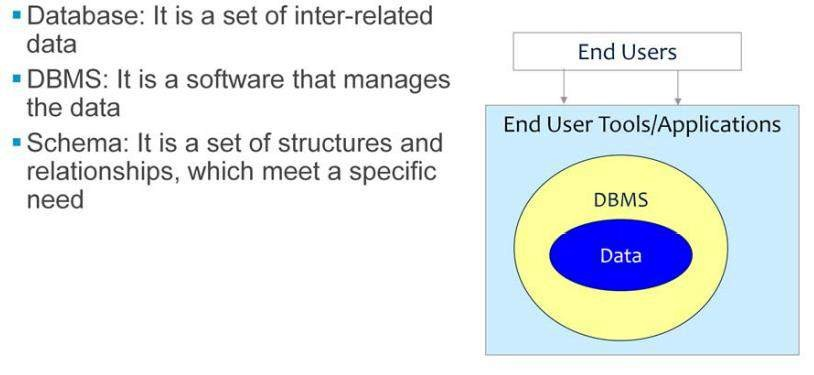 ▪ Database: It is a set of inter-related
data
▪ DBMS: It is a software that manages
the data
▪ Schema: It is a set of structures and
relationships, which meet a specific
need
End Users
End User Tools/Applications
DBMS
Data